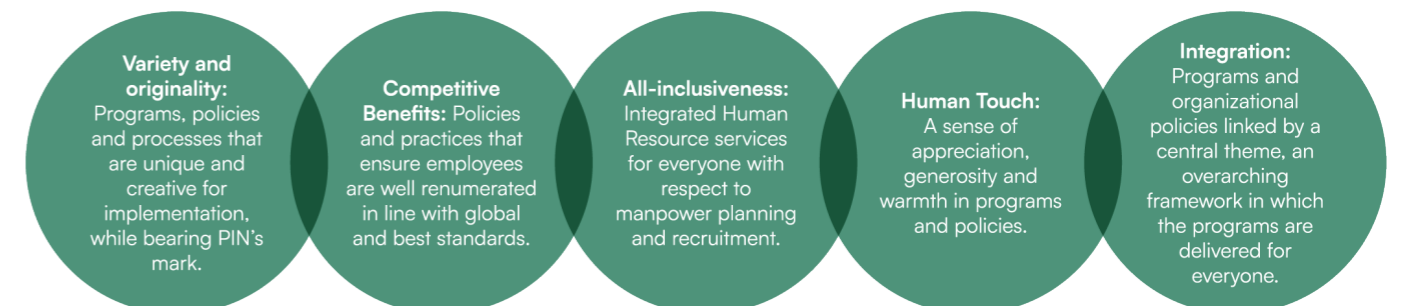 Variety and
originality:
Programs, policies
and processes that
are unique and
creative for
implementation,
while bearing PIN’s
mark.
Competitive
Benefits: Policies
and practices that
ensure employees
are well renumerated
in line with global
and best standards.
All-inclusiveness:
Integrated Human
Resource services
for everyone with
respect to
manpower planning
and recruitment.
Human Touch:
A sense of
appreciation,
generosity and
warmth in programs
and policies.
Integration:
Programs and
organizational
policies linked by a
central theme, an
overarching
framework in which
the programs are
delivered for
everyone.